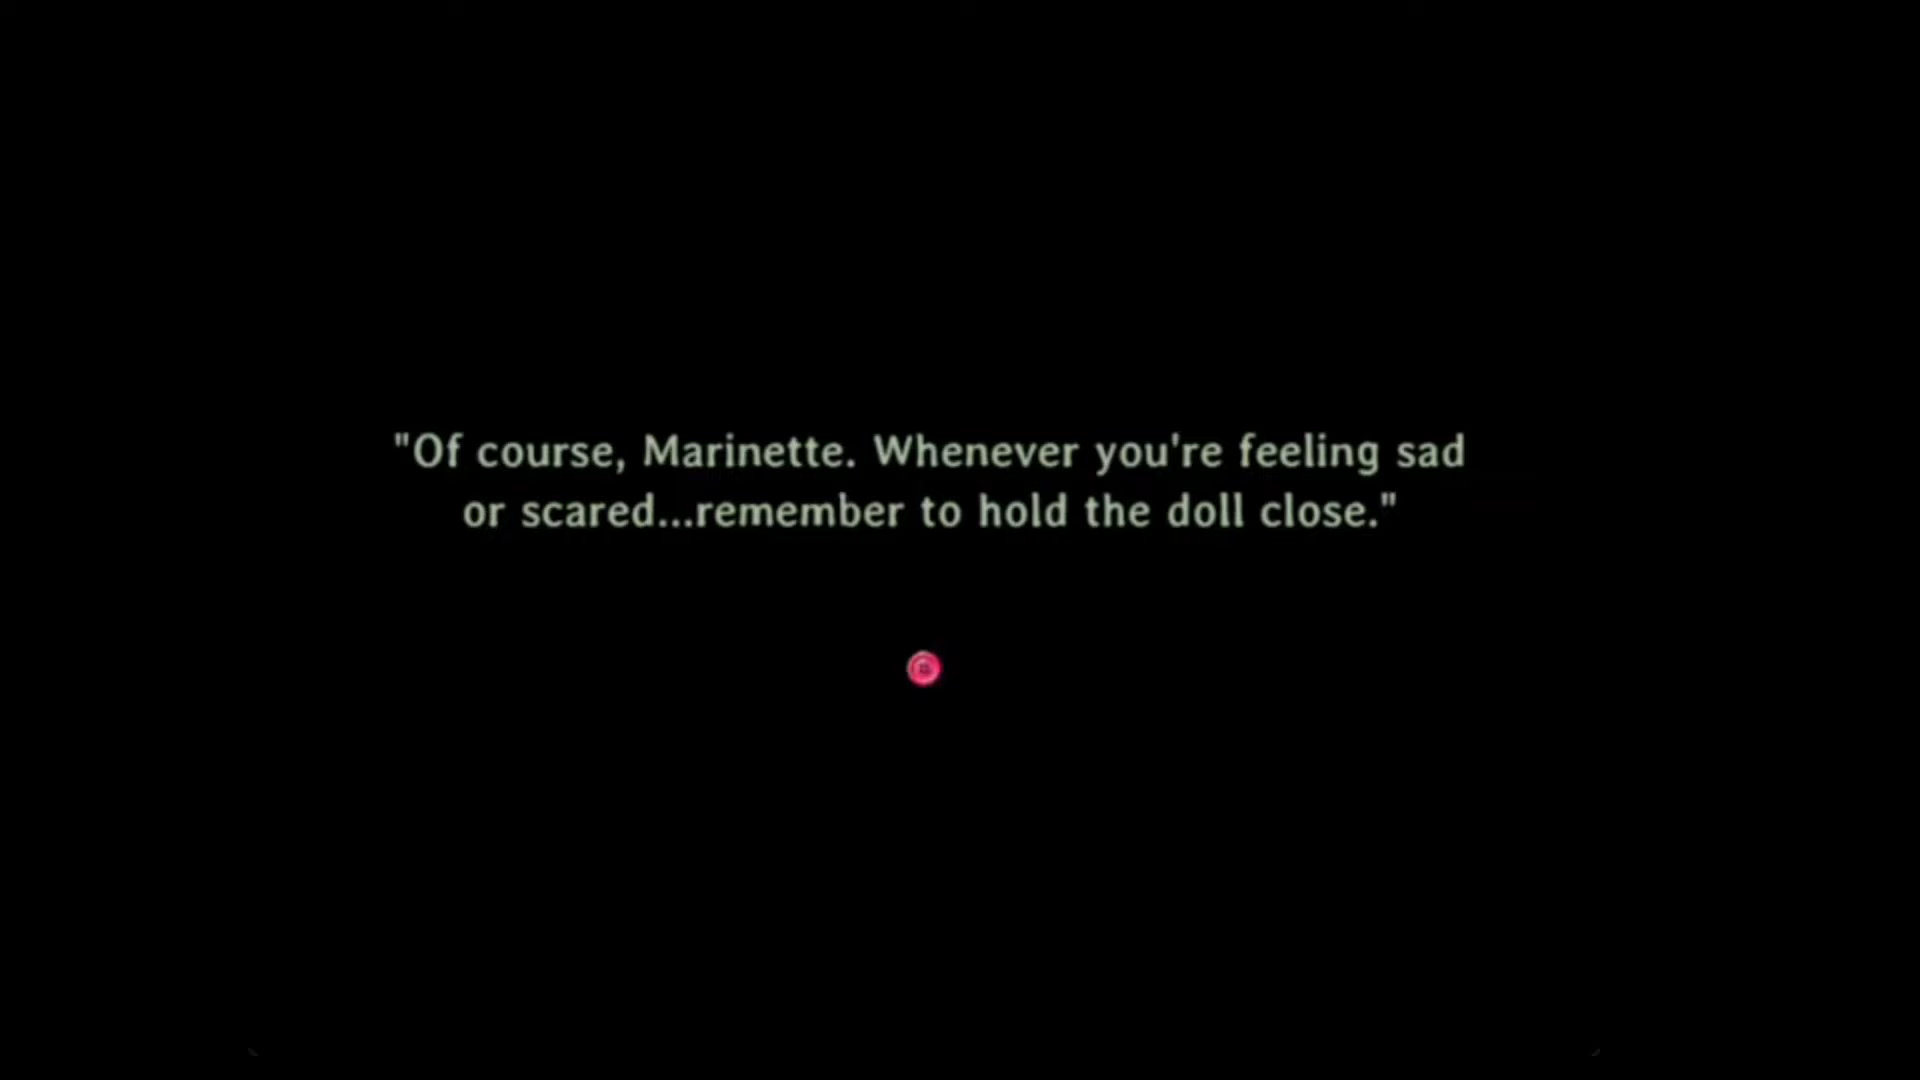 "Of course, Marinette. Whenever you're feeling sad
or scared...remember to hold the doll close."